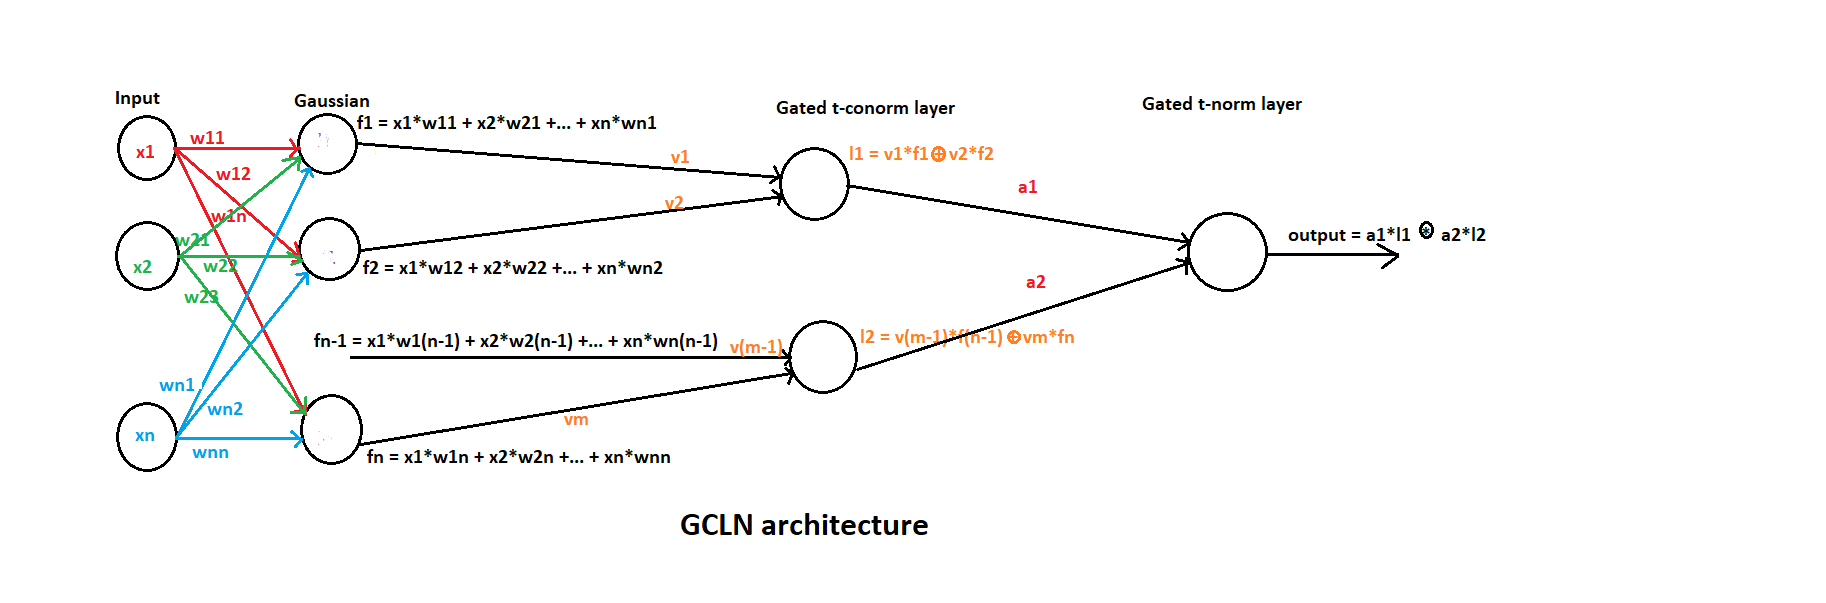 Input
Gaussian
Gated t-conorm layer
Gated t-norm layer
f1 = x1*w11 + x2*w21 +... + xn*wn1
x1
w11
w12
w1n
v1
l1 = v1*f1⊕v2*f2
a1
v2
x2
w21
w22
w23
f2 = x1*w12 + x2*w22 +... + xn*wn2
output = a1*l1 ⊛ a2*l2
a2
fn-1 = x1*w1(n-1) + x2*w2(n-1) +... + xn*wn(n-1)
v(m-1)
l2 = v(m-1)*f(n-1) ⊕vm*fn
xn
wn1
wn2
wnn
vm
fn = x1*w1n + x2*w2n +... + xn*wnn
GCLN architecture